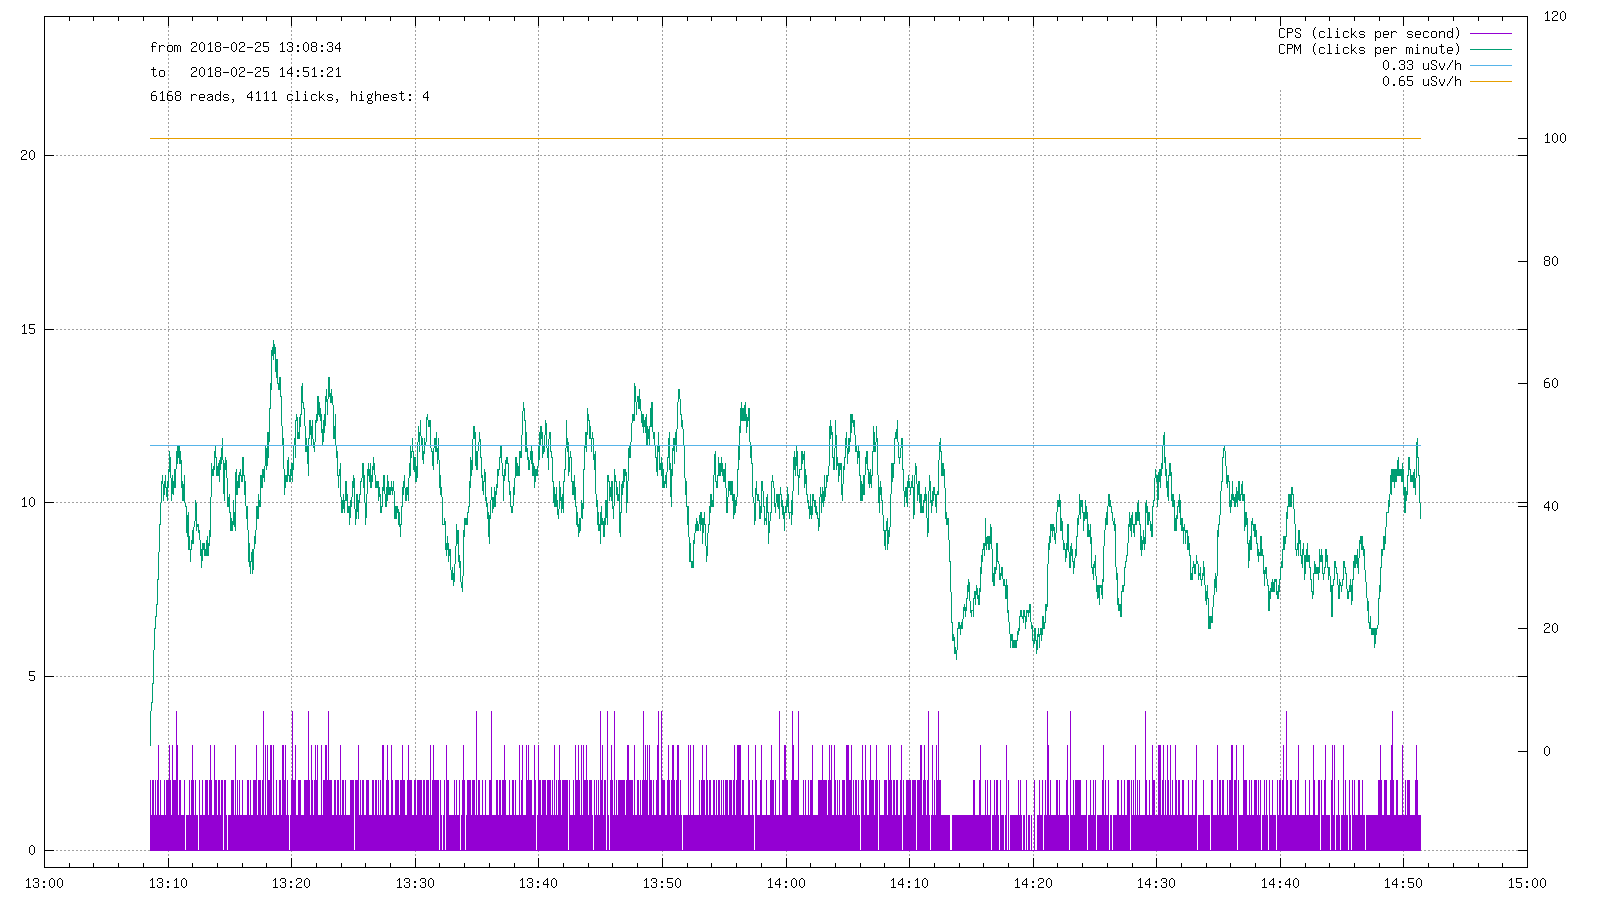 from 2018-02-25 13:08:34
to 2018-02-25 14:51:21
6168 reads, 4111 clicks, highest: 4
CPS (clicks per second)
CPM (clicks per minute)
0.33 uSv/h
0.65 uSv/h
20
15
10
5
0
120
100
80
60
40
20
0
13:00 13:10 13:20 13:30 13:40 13:50 14:00 14:10 14:20 14:30 14:40 14:50 15:00